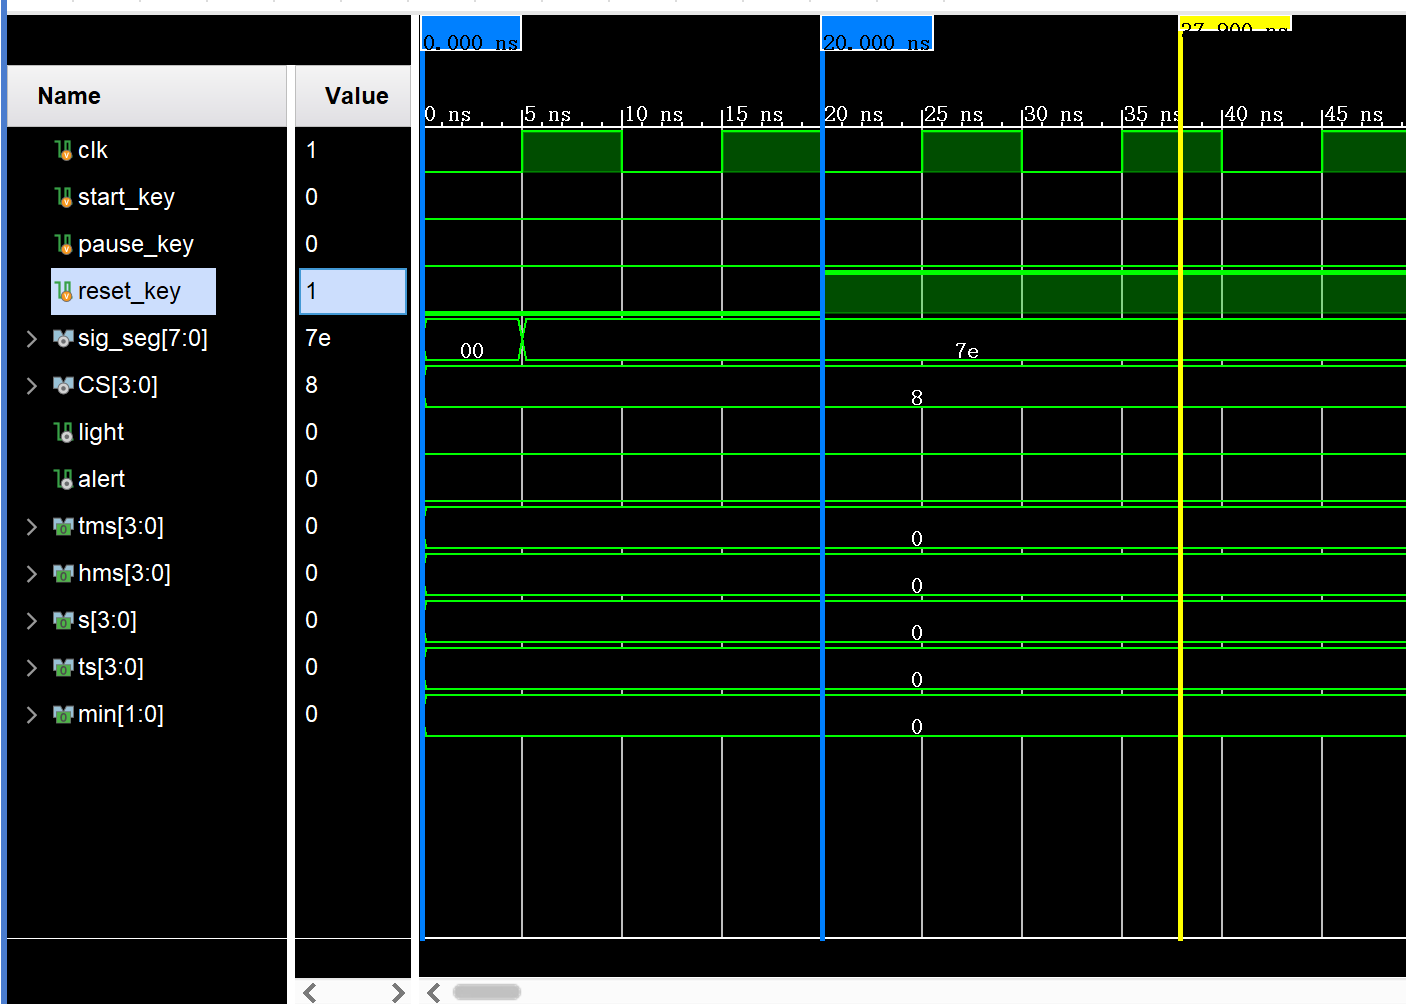 0.000 ns 20.000 ns 37.900 ns
Name Value
0 ns 5 ns 10 ns 15 ns 20 ns 25 ns 30 ns 35 ns 40 ns 45 ns
clk 1
start_key 0
pause_key 0
reset_key 1
sig_seg[7:0] 7e 00 7e
CS[3:0] 8 8
light 0
alert 0
tms[3:0] 0 0
hms[3:0] 0 0
s[3:0] 0 0
ts[3:0] 0 0
min[1:0] 0 0